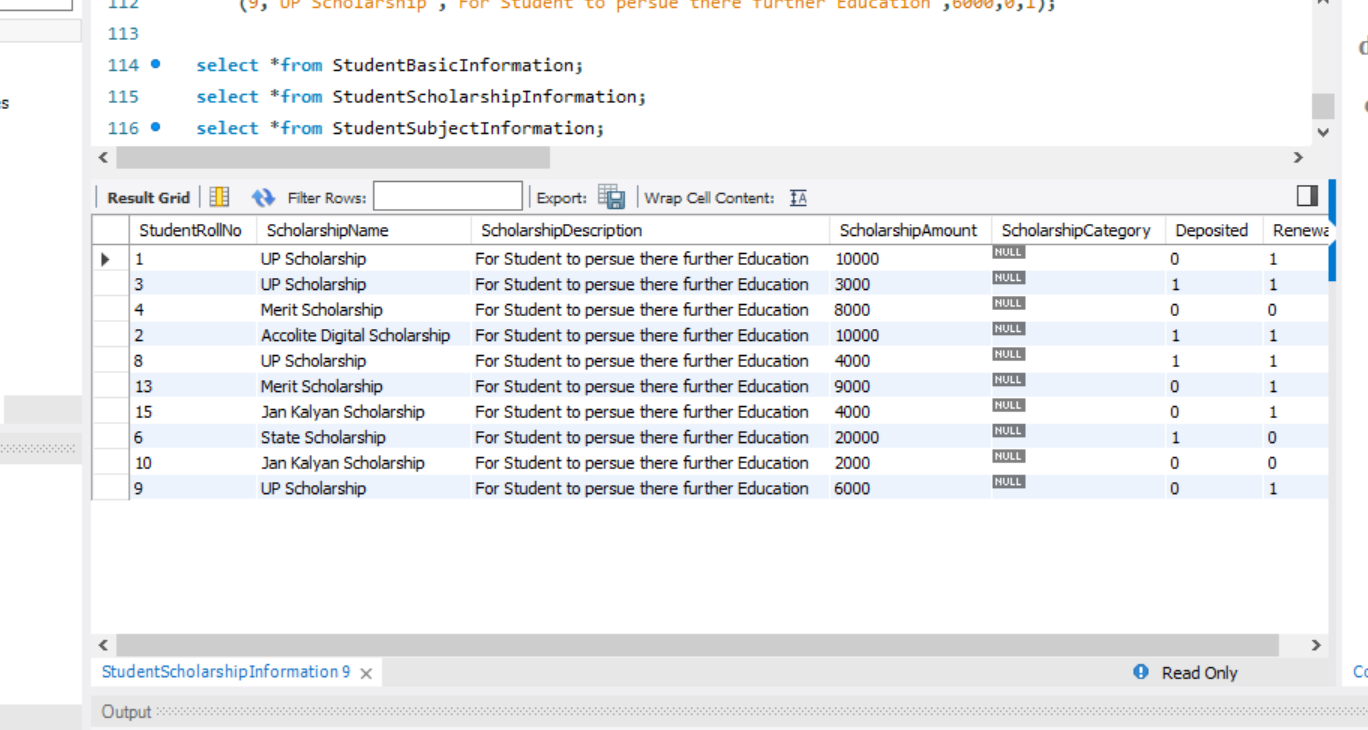 112 (9,'UP Scholarship','For Student to persue there further Education',6000,0,1);
113
114 select *from StudentBasicInformation;
115 select *from StudentScholarshipInformation;
116 select *from StudentSubjectInformation;
Result Grid Filter Rows: Export: Wrap Cell Content:
StudentRollNo ScholarshipName ScholarshipDescription ScholarshipAmount ScholarshipCategory Deposited Renewa
1 UP Scholarship For Student to persue there further Education 10000 NULL 0 1
3 UP Scholarship For Student to persue there further Education 3000 NULL 1 1
4 Merit Scholarship For Student to persue there further Education 8000 NULL 0 0
2 Accolite Digital Scholarship For Student to persue there further Education 10000 NULL 1 1
8 UP Scholarship For Student to persue there further Education 4000 NULL 1 1
13 Merit Scholarship For Student to persue there further Education 9000 NULL 0 1
15 Jan Kalyan Scholarship For Student to persue there further Education 4000 NULL 0 1
6 State Scholarship For Student to persue there further Education 20000 NULL 1 0
10 Jan Kalyan Scholarship For Student to persue there further Education 2000 NULL 0 0
9 UP Scholarship For Student to persue there further Education 6000 NULL 0 1
StudentScholarshipInformation 9 Read Only
Output